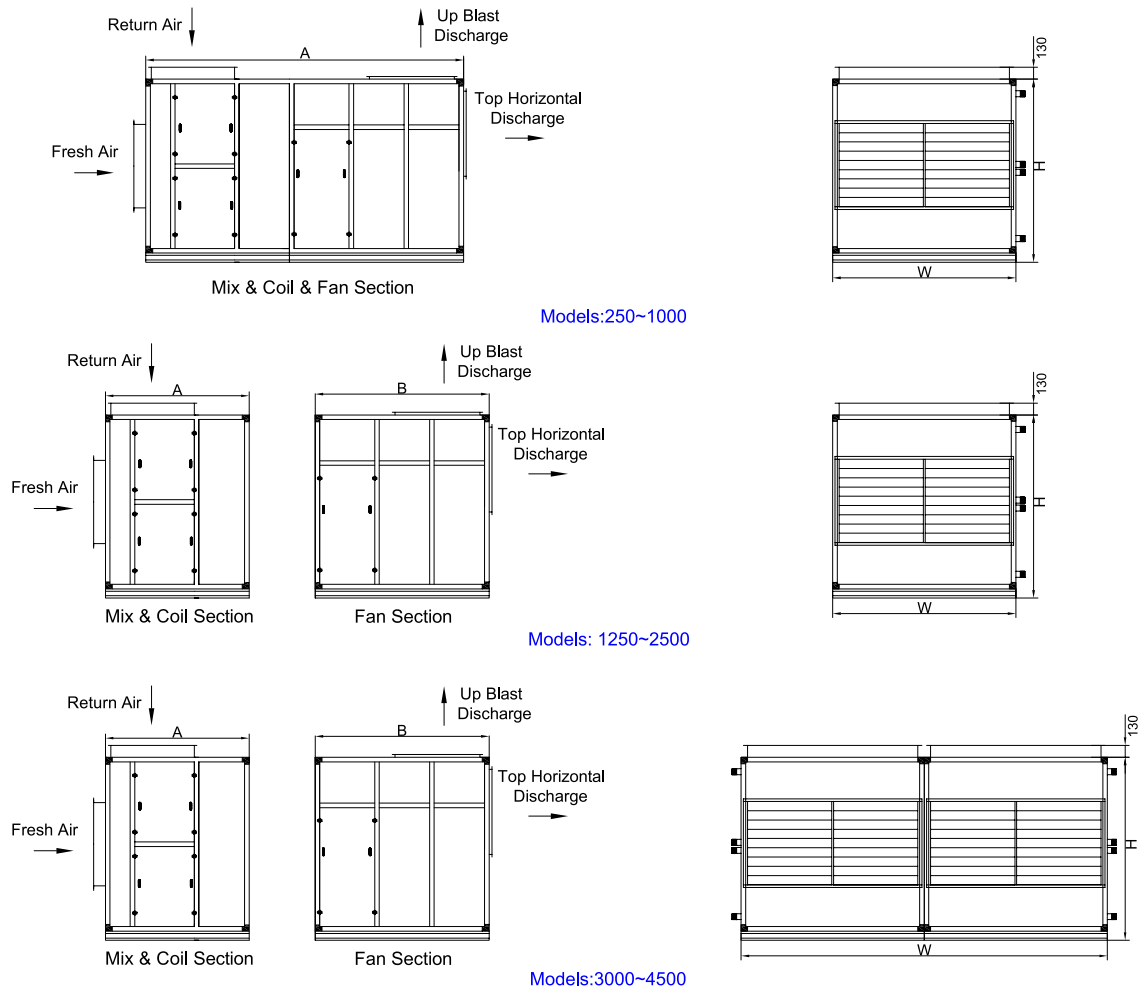 Return Air
Up Blast
Discharge
A
130
Top Horizontal
Discharge
Fresh Air
H
W
Mix & Coil & Fan Section
Models:250~1000
Return Air
Up Blast
Discharge
A
B
130
Top Horizontal
Discharge
Fresh Air
H
W
Mix & Coil Section
Fan Section
Models: 1250~2500
Return Air
Up Blast
Discharge
A
B
130
Top Horizontal
Discharge
Fresh Air
H
W
Mix & Coil Section
Fan Section
Models:3000~4500